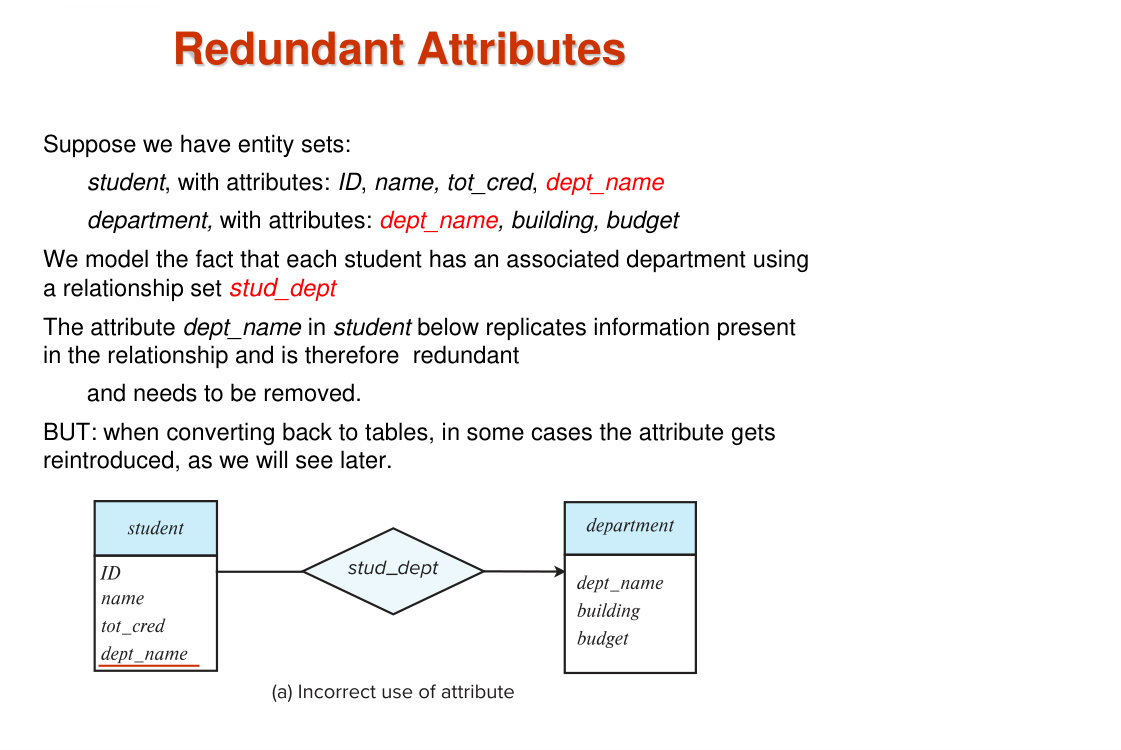 Redundant Attributes
Suppose we have entity sets:
student, with attributes: ID, name, tot_cred, dept_name
department, with attributes: dept_name, building, budget
We model the fact that each student has an associated department using
a relationship set stud_dept
The attribute dept_name in student below replicates information present
in the relationship and is therefore  redundant
and needs to be removed.
BUT: when converting back to tables, in some cases the attribute gets
reintroduced, as we will see later.
student
ID
name
tot_cred
dept_name
stud_dept
department
dept_name
building
budget
(a) Incorrect use of attribute